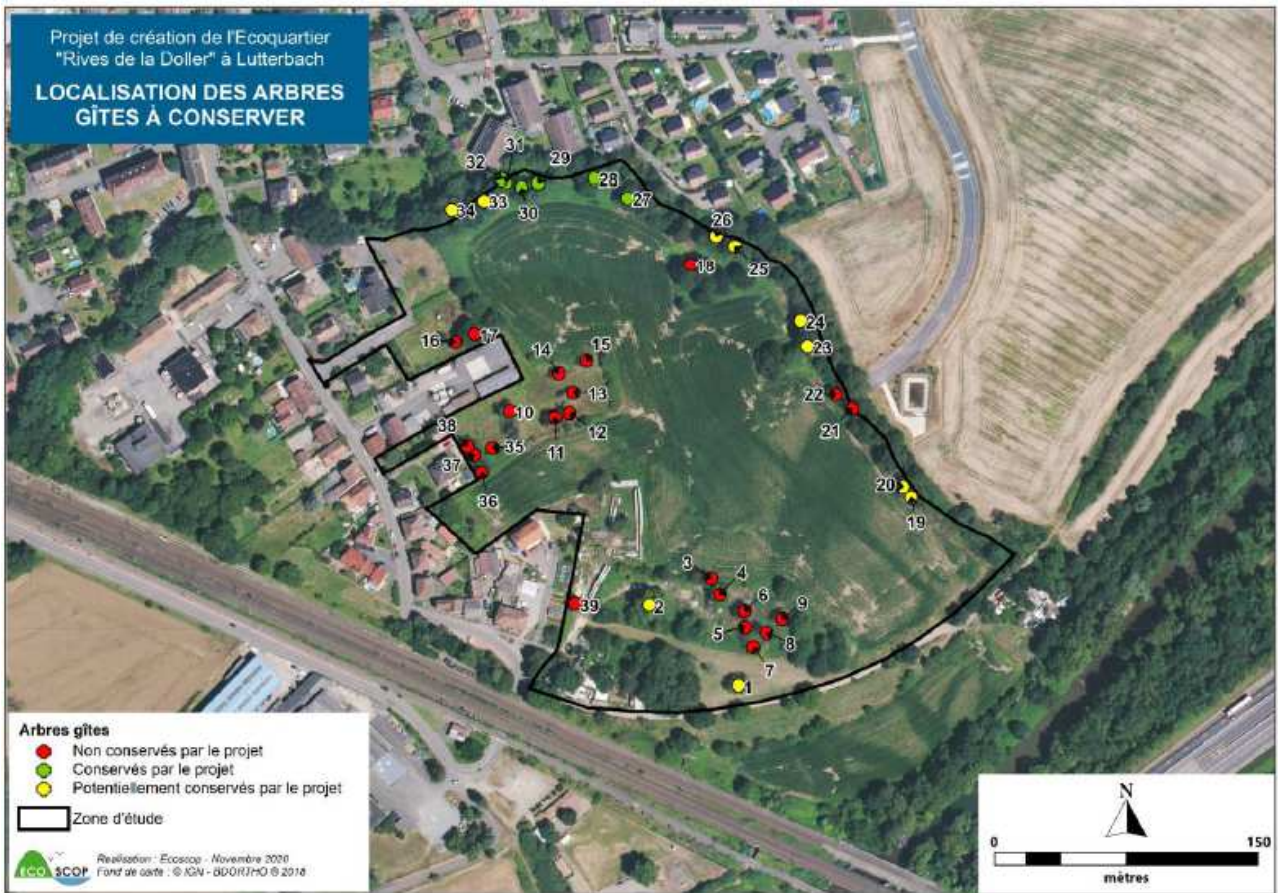 Projet de création de l'Ecoquartier
"Rives de la Doller" à Lutterbach
LOCALISATION DES ARBRES
GÎTES À CONSERVER
31
32
29
28
30
27
33
34
26
25
18
24
23
16
17
14
15
13
22
21
10
12
11
38
35
37
36
20
19
3
4
2
6
9
39
5
8
7
1
Arbres gîtes
Non conservés par le projet
Conservés par le projet
Potentiellement conservés par le projet
Zone d'étude
ECO SCOP
Realisation : Ecoscop - Novembre 2020
Fond de carte : © IGN - BDORTHO ® 2018
N
0 150
mètres